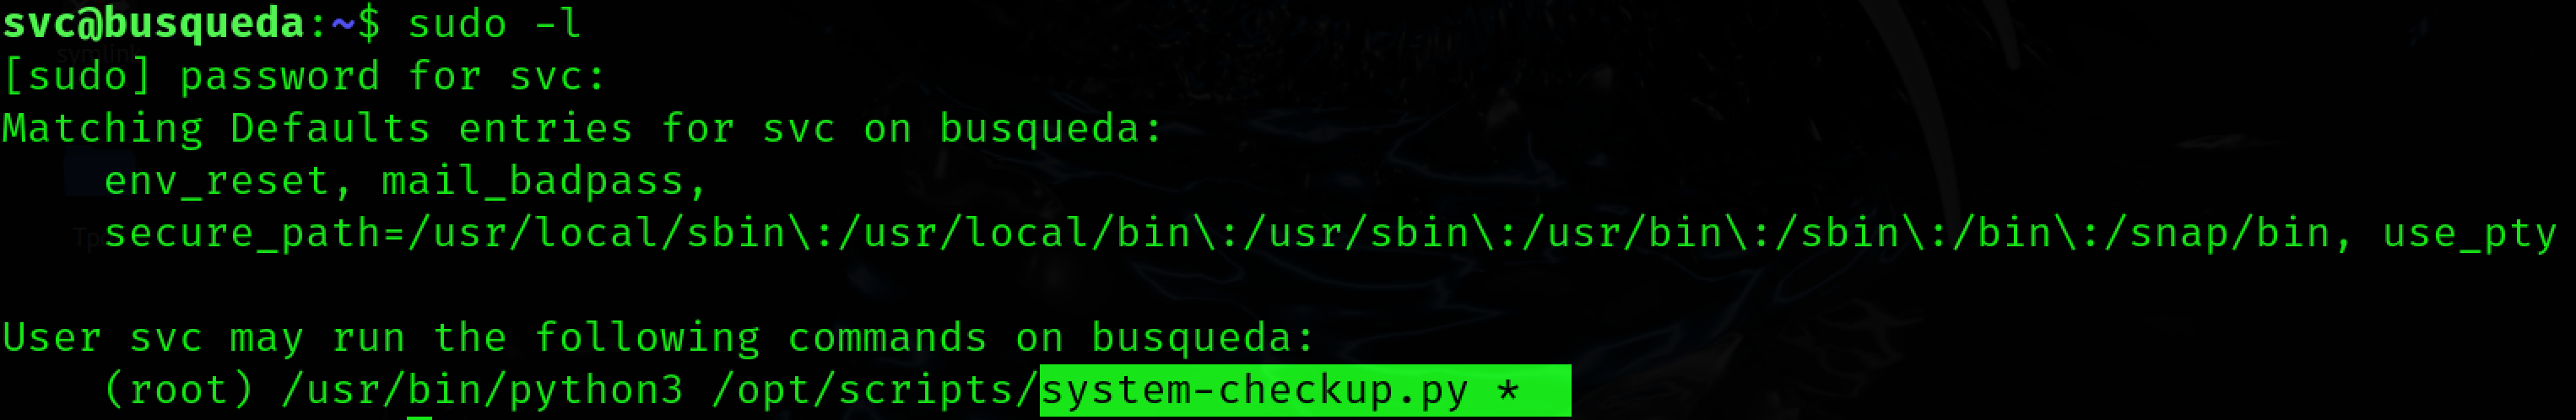 svc@busqueda:~$ sudo -l
[sudo] password for svc:
Matching Defaults entries for svc on busqueda:
    env_reset, mail_badpass,
    secure_path=/usr/local/sbin\:/usr/local/bin\:/usr/sbin\:/usr/bin\:/sbin\:/bin\:/snap/bin, use_pty

User svc may run the following commands on busqueda:
    (root) /usr/bin/python3 /opt/scripts/system-checkup.py *